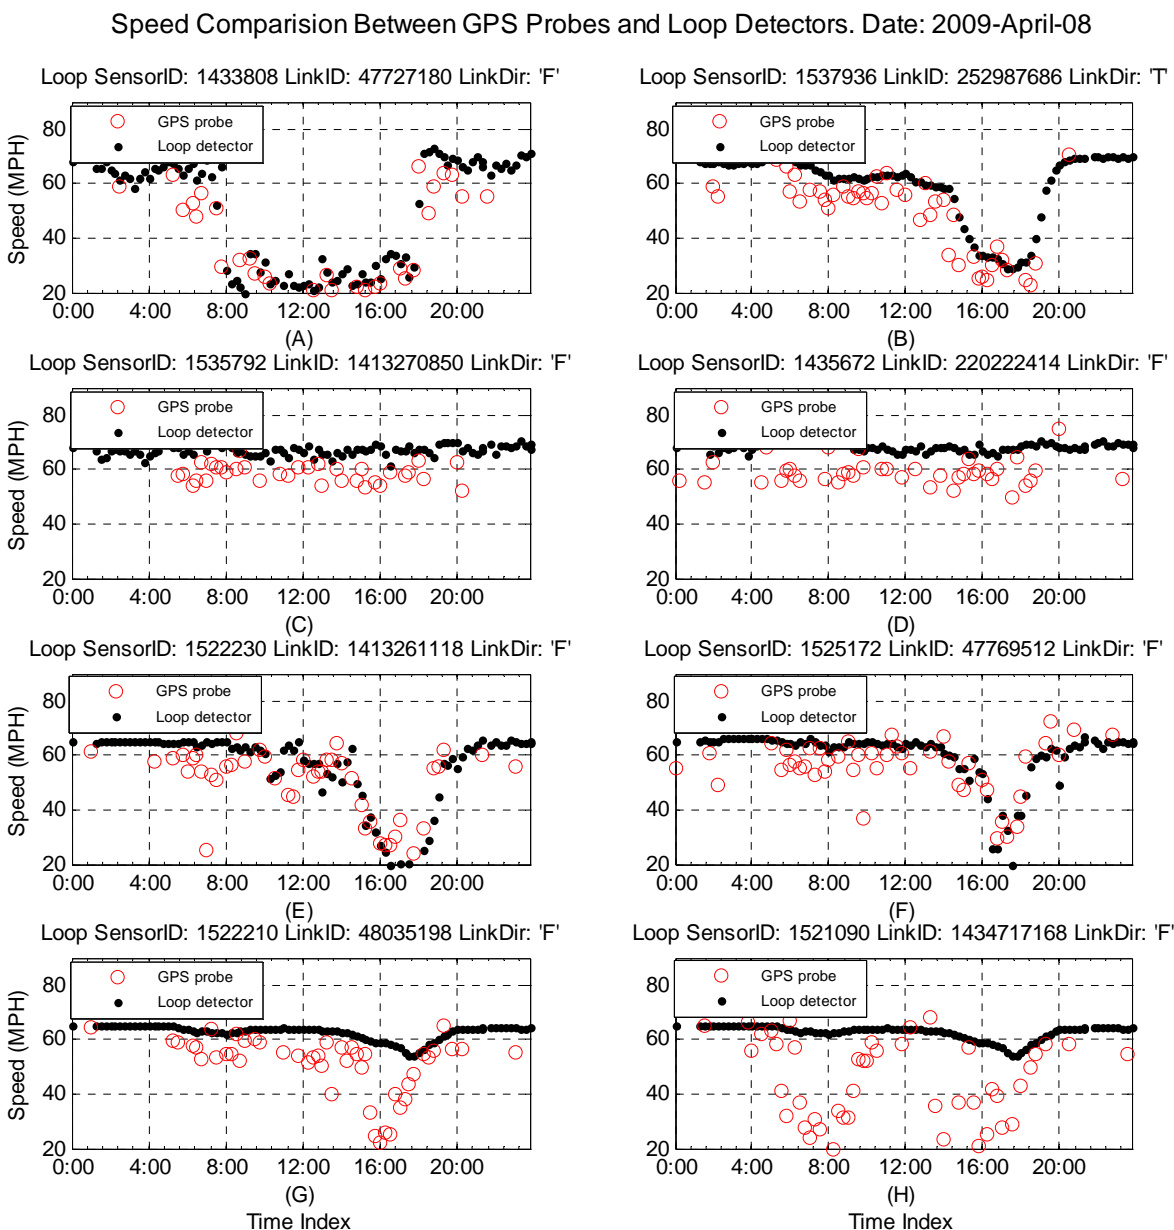 Speed Comparision Between GPS Probes and Loop Detectors. Date: 2009-April-08
Loop SensorID: 1433808 LinkID: 47727180 LinkDir: 'F'
Speed (MPH)
80
60
40
20
GPS probe
Loop detector
0:00 4:00 8:00 12:00 16:00 20:00
(A)
Loop SensorID: 1537936 LinkID: 252987686 LinkDir: 'T'
80
60
40
20
GPS probe
Loop detector
0:00 4:00 8:00 12:00 16:00 20:00
(B)
Loop SensorID: 1535792 LinkID: 1413270850 LinkDir: 'F'
Speed (MPH)
80
60
40
20
GPS probe
Loop detector
0:00 4:00 8:00 12:00 16:00 20:00
(C)
Loop SensorID: 1435672 LinkID: 220222414 LinkDir: 'F'
80
60
40
20
GPS probe
Loop detector
0:00 4:00 8:00 12:00 16:00 20:00
(D)
Loop SensorID: 1522230 LinkID: 1413261118 LinkDir: 'F'
Speed (MPH)
80
60
40
20
GPS probe
Loop detector
0:00 4:00 8:00 12:00 16:00 20:00
(E)
Loop SensorID: 1525172 LinkID: 47769512 LinkDir: 'F'
80
60
40
20
GPS probe
Loop detector
0:00 4:00 8:00 12:00 16:00 20:00
(F)
Loop SensorID: 1522210 LinkID: 48035198 LinkDir: 'F'
Speed (MPH)
80
60
40
20
GPS probe
Loop detector
0:00 4:00 8:00 12:00 16:00 20:00
(G)
Time Index
Loop SensorID: 1521090 LinkID: 1434717168 LinkDir: 'F'
80
60
40
20
GPS probe
Loop detector
0:00 4:00 8:00 12:00 16:00 20:00
(H)
Time Index